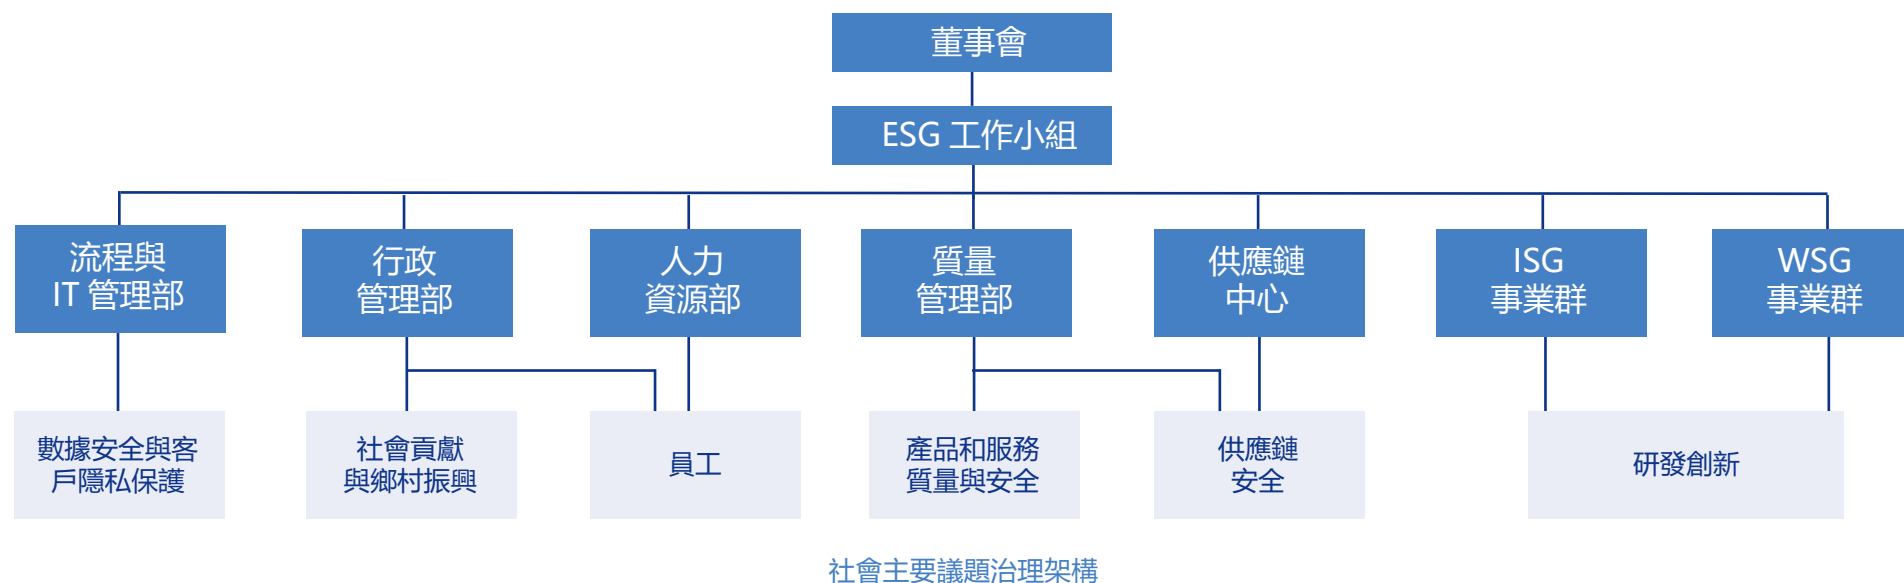 董事會
ESG 工作小組
流程與
IT 管理部
行政
管理部
人力
資源部
質量
管理部
供應鏈
中心
ISG
事業群
WSG
事業群
數據安全與客
戶隱私保護
社會貢獻
與鄉村振興
員工
產品和服務
質量與安全
供應鏈
安全
研發創新
社會主要議題治理架構